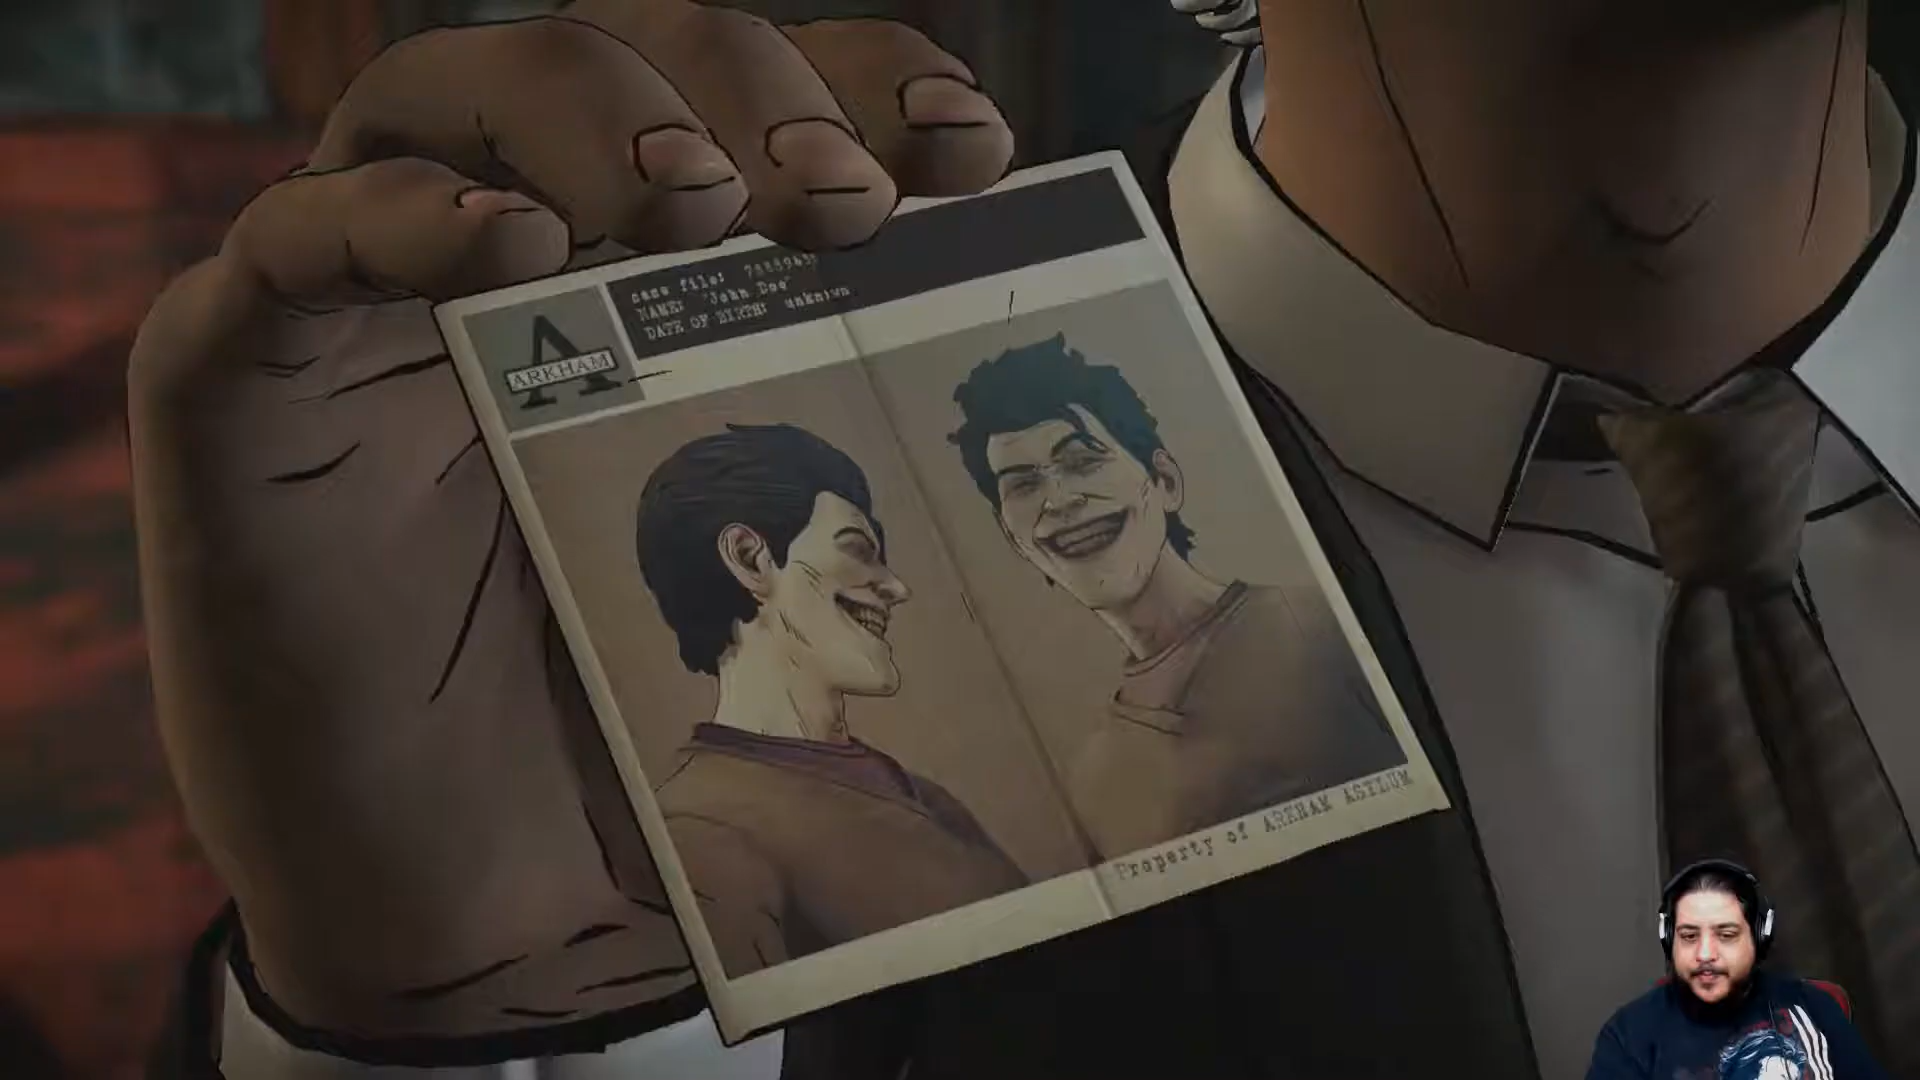 case file:
NAME: "John Doe"
DATE OF BIRTH: unknown
ARKHAM
Property of ARKHAM ASYLUM